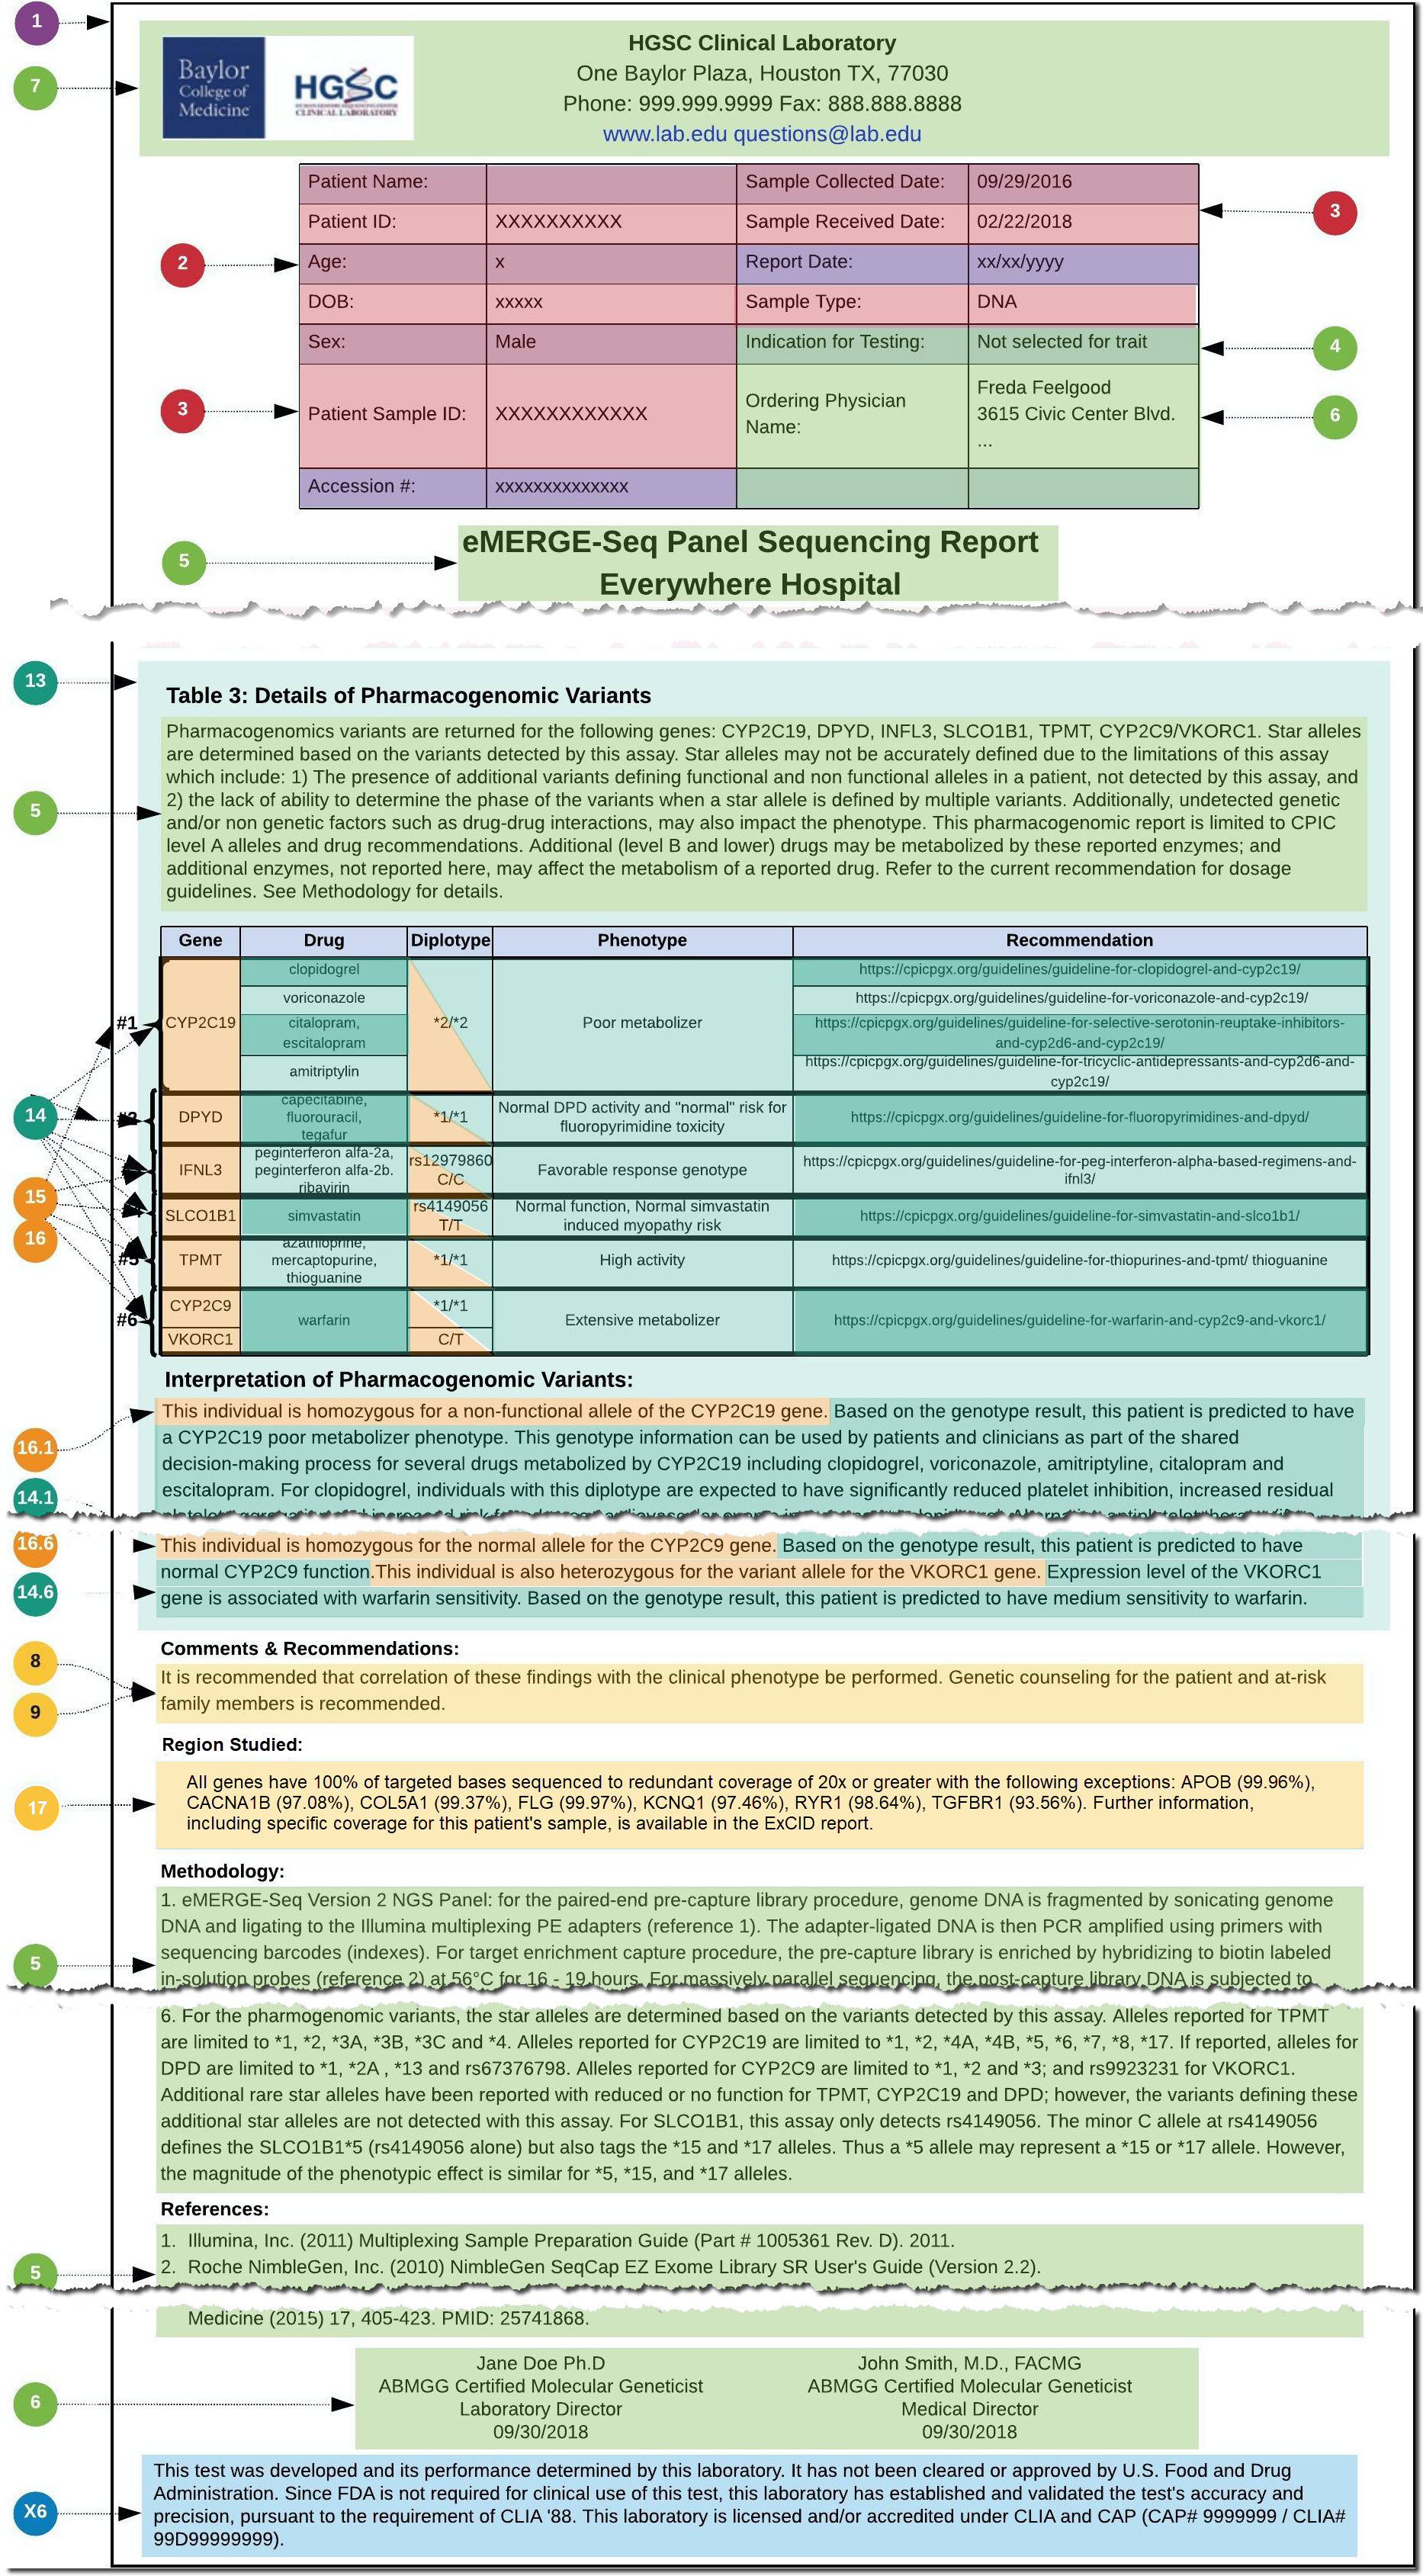 1
7
Baylor
College of
Medicine
HGSC
HUMAN GENOME SEQUENCING CENTER
CLINICAL LABORATORY
HGSC Clinical Laboratory
One Baylor Plaza, Houston TX, 77030
Phone: 999.999.9999 Fax: 888.888.8888
www.lab.edu questions@lab.edu
Patient Name: Sample Collected Date: 09/29/2016
Patient ID: XXXXXXXXXX Sample Received Date: 02/22/2018
3
2
Age: x Report Date: xx/xx/yyyy
DOB: xxxxx Sample Type: DNA
Sex: Male Indication for Testing: Not selected for trait
4
3
Patient Sample ID: XXXXXXXXXXXX
Ordering Physician
Name:
Freda Feelgood
3615 Civic Center Blvd.
...
6
Accession #: xxxxxxxxxxxxxx
5
eMERGE-Seq Panel Sequencing Report
Everywhere Hospital
13
Table 3: Details of Pharmacogenomic Variants
Pharmacogenomics variants are returned for the following genes: CYP2C19, DPYD, INFL3, SLCO1B1, TPMT, CYP2C9/VKORC1. Star alleles
are determined based on the variants detected by this assay. Star alleles may not be accurately defined due to the limitations of this assay
which include: 1) The presence of additional variants defining functional and non functional alleles in a patient, not detected by this assay, and
2) the lack of ability to determine the phase of the variants when a star allele is defined by multiple variants. Additionally, undetected genetic
and/or non genetic factors such as drug-drug interactions, may also impact the phenotype. This pharmacogenomic report is limited to CPIC
level A alleles and drug recommendations. Additional (level B and lower) drugs may be metabolized by these reported enzymes; and
additional enzymes, not reported here, may affect the metabolism of a reported drug. Refer to the current recommendation for dosage
guidelines. See Methodology for details.
5
Gene Drug Diplotype Phenotype Recommendation
#1
CYP2C19
clopidogrel
voriconazole
citalopram,
escitalopram
amitriptylin
*2/*2
Poor metabolizer
https://cpicpgx.org/guidelines/guideline-for-clopidogrel-and-cyp2c19/
https://cpicpgx.org/guidelines/guideline-for-voriconazole-and-cyp2c19/
https://cpicpgx.org/guidelines/guideline-for-selective-serotonin-reuptake-inhibitors-
and-cyp2d6-and-cyp2c19/
https://cpicpgx.org/guidelines/guideline-for-tricyclic-antidepressants-and-cyp2d6-and-
cyp2c19/
14
DPYD
capecitabine,
fluorouracil,
tegafur
*1/*1
Normal DPD activity and "normal" risk for
fluoropyrimidine toxicity
https://cpicpgx.org/guidelines/guideline-for-fluoropyrimidines-and-dpyd/
15
16
IFNL3
peginterferon alfa-2a,
peginterferon alfa-2b.
ribavirin
rs12979860
C/C
Favorable response genotype
https://cpicpgx.org/guidelines/guideline-for-peg-interferon-alpha-based-regimens-and-
ifnl3/
SLCO1B1
simvastatin
rs4149056
T/T
Normal function, Normal simvastatin
induced myopathy risk
https://cpicpgx.org/guidelines/guideline-for-simvastatin-and-slco1b1/
#5
TPMT
azathioprine,
mercaptopurine,
thioguanine
*1/*1
High activity
https://cpicpgx.org/guidelines/guideline-for-thiopurines-and-tpmt/ thioguanine
#6
CYP2C9
VKORC1
warfarin
*1/*1
C/T
Extensive metabolizer
https://cpicpgx.org/guidelines/guideline-for-warfarin-and-cyp2c9-and-vkorc1/
Interpretation of Pharmacogenomic Variants:
This individual is homozygous for a non-functional allele of the CYP2C19 gene. Based on the genotype result, this patient is predicted to have
a CYP2C19 poor metabolizer phenotype. This genotype information can be used by patients and clinicians as part of the shared
decision-making process for several drugs metabolized by CYP2C19 including clopidogrel, voriconazole, amitriptyline, citalopram and
escitalopram. For clopidogrel, individuals with this diplotype are expected to have significantly reduced platelet inhibition, increased residual
16.1
14.1
16.6
14.6
This individual is homozygous for the normal allele for the CYP2C9 gene. Based on the genotype result, this patient is predicted to have
normal CYP2C9 function.This individual is also heterozygous for the variant allele for the VKORC1 gene. Expression level of the VKORC1
gene is associated with warfarin sensitivity. Based on the genotype result, this patient is predicted to have medium sensitivity to warfarin.
Comments & Recommendations:
8
9
It is recommended that correlation of these findings with the clinical phenotype be performed. Genetic counseling for the patient and at-risk
family members is recommended.
Region Studied:
17
All genes have 100% of targeted bases sequenced to redundant coverage of 20x or greater with the following exceptions: APOB (99.96%),
CACNA1B (97.08%), COL5A1 (99.37%), FLG (99.97%), KCNQ1 (97.46%), RYR1 (98.64%), TGFBR1 (93.56%). Further information,
including specific coverage for this patient's sample, is available in the ExCID report.
Methodology:
1. eMERGE-Seq Version 2 NGS Panel: for the paired-end pre-capture library procedure, genome DNA is fragmented by sonicating genome
DNA and ligating to the Illumina multiplexing PE adapters (reference 1). The adapter-ligated DNA is then PCR amplified using primers with
sequencing barcodes (indexes). For target enrichment capture procedure, the pre-capture library is enriched by hybridizing to biotin labeled
in-solution probes (reference 2) at 56°C for 16 - 19 hours. For massively parallel sequencing, the post-capture library DNA is subjected to
5
6. For the pharmogenomic variants, the star alleles are determined based on the variants detected by this assay. Alleles reported for TPMT
are limited to *1, *2, *3A, *3B, *3C and *4. Alleles reported for CYP2C19 are limited to *1, *2, *4A, *4B, *5, *6, *7, *8, *17. If reported, alleles for
DPD are limited to *1, *2A , *13 and rs67376798. Alleles reported for CYP2C9 are limited to *1, *2 and *3; and rs9923231 for VKORC1.
Additional rare star alleles have been reported with reduced or no function for TPMT, CYP2C19 and DPD; however, the variants defining these
additional star alleles are not detected with this assay. For SLCO1B1, this assay only detects rs4149056. The minor C allele at rs4149056
defines the SLCO1B1*5 (rs4149056 alone) but also tags the *15 and *17 alleles. Thus a *5 allele may represent a *15 or *17 allele. However,
the magnitude of the phenotypic effect is similar for *5, *15, and *17 alleles.
References:
1. Illumina, Inc. (2011) Multiplexing Sample Preparation Guide (Part # 1005361 Rev. D). 2011.
2. Roche NimbleGen, Inc. (2010) NimbleGen SeqCap EZ Exome Library SR User's Guide (Version 2.2).
5
Medicine (2015) 17, 405-423. PMID: 25741868.
6
Jane Doe Ph.D
ABMGG Certified Molecular Geneticist
Laboratory Director
09/30/2018
John Smith, M.D., FACMG
ABMGG Certified Molecular Geneticist
Medical Director
09/30/2018
X6
This test was developed and its performance determined by this laboratory. It has not been cleared or approved by U.S. Food and Drug
Administration. Since FDA is not required for clinical use of this test, this laboratory has established and validated the test's accuracy and
precision, pursuant to the requirement of CLIA '88. This laboratory is licensed and/or accredited under CLIA and CAP (CAP# 9999999 / CLIA#
99D99999999).